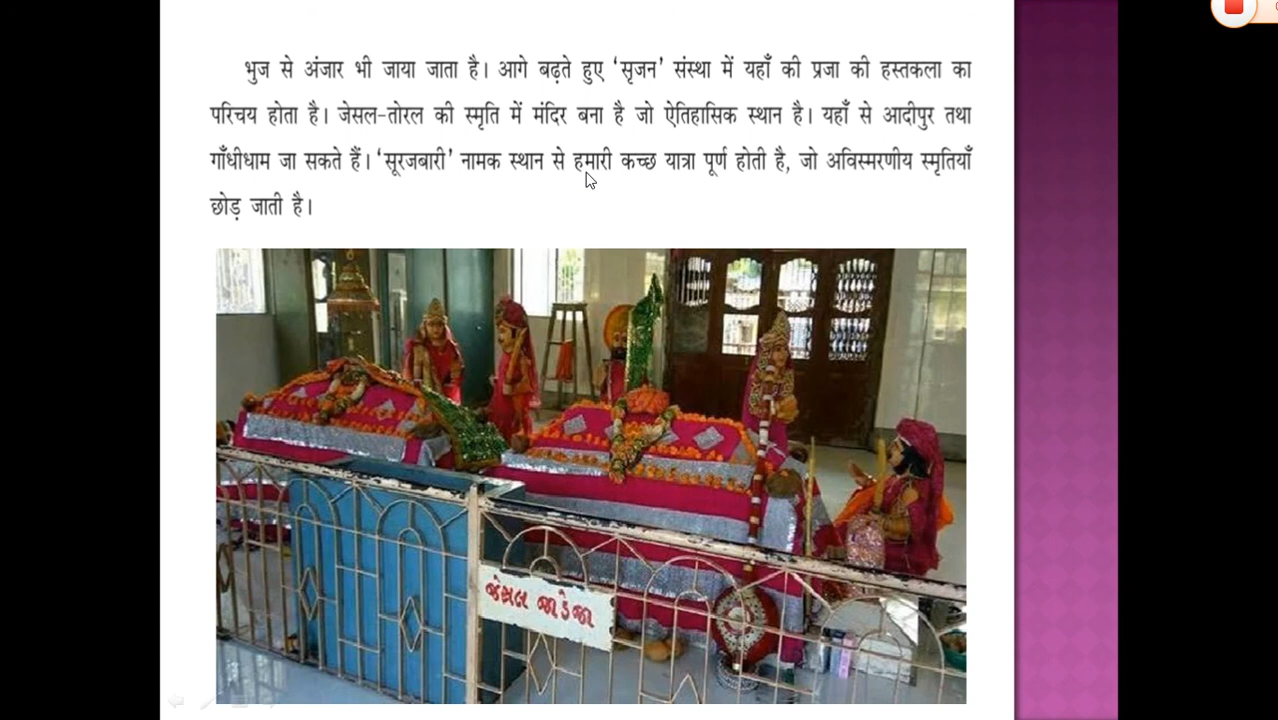 भुज से अंजार भी जाया जाता है। आगे बढ़ते हुए ‘सृजन’ संस्था में यहाँ की प्रजा की हस्तकला का
परिचय होता है। जेसल-तोरल की स्मृति में मंदिर बना है जो ऐतिहासिक स्थान है। यहाँ से आदीपुर तथा
गाँधीधाम जा सकते हैं। ‘सूरजबारी’ नामक स्थान से हमारी कच्छ यात्रा पूर्ण होती है, जो अविस्मरणीय स्मृतियाँ
छोड़ जाती है।
જેસલ જાડેજા